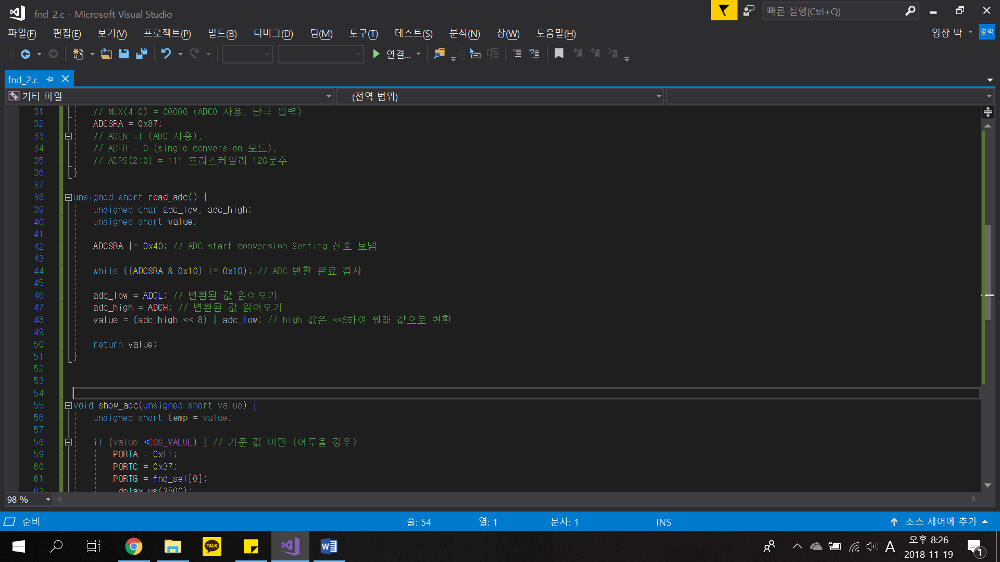 fnd_2.c - Microsoft Visual Studio
빠른 실행(Ctrl+Q)
파일(F) 편집(E) 보기(V) 프로젝트(P) 빌드(B) 디버그(D) 팀(M) 도구(T) 테스트(S) 분석(N) 창(W) 도움말(H)
영창 박 영박
연결...
fnd_2.c
기타 파일 (전역 범위)
31 // MUX(4:0) = 00000 (ADC0 사용, 단극 입력)
32 ADCSRA = 0x87;
33 // ADEN =1 (ADC 사용),
34 // ADFR = 0 (single conversion 모드),
35 // ADPS(2:0) = 111 프리스케일러 128분주
36 }
37
38 unsigned short read_adc() {
39 unsigned char adc_low, adc_high;
40 unsigned short value;
41
42 ADCSRA |= 0x40; // ADC start conversion Setting 신호 보냄
43
44 while ((ADCSRA & 0x10) != 0x10); // ADC 변환 완료 검사
45
46 adc_low = ADCL; // 변환된 값 읽어오기
47 adc_high = ADCH; // 변환된 값 읽어오기
48 value = (adc_high << 8) | adc_low; // high 값은 <<8하여 원래 값으로 변환
49
50 return value;
51 }
52
53
54
55 void show_adc(unsigned short value) {
56 unsigned short temp = value;
57
58 if (value <CDS_VALUE) { // 기준 값 미만 (어두울 경우)
59 PORTA = 0xff;
60 PORTC = 0x37;
61 PORTG = fnd_sel[0];
62 _delay_us(2500);
98 %
준비 줄: 54 열: 1 문자: 1 INS 소스 제어에 추가
TALK
A
오후 8:26
2018-11-19
1